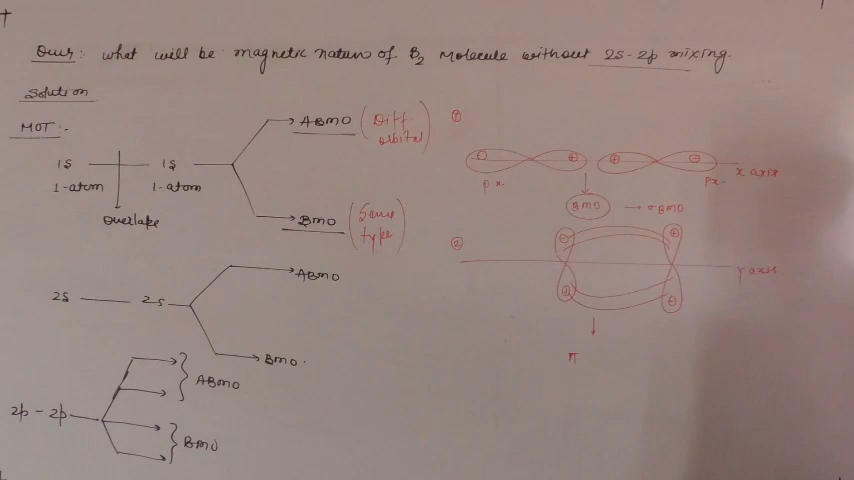 Ques: what will be magnetic nature of B2 Molecule without 2s-2p mixing.
Solution
MOT:-
1s 1s
1-atom 1-atom
overlape
ABMO (Diff. orbital)
BMO (Same type)
2s 2s
ABMO
BMO.
2p - 2p
ABMO
BMO
①
- + + - x axis
px. px.
BMO → σBMO
②
- +
y axis
+ -
π